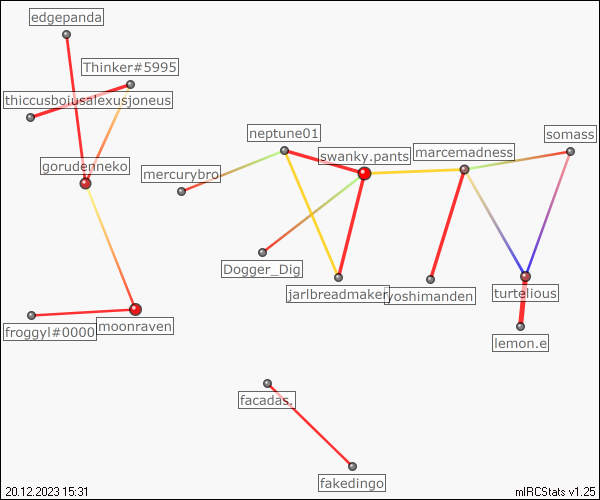 edgepanda
Thinker#5995
thiccusboiusalexusjoneus
neptune01
somass
marcemadness
swanky.pants
gorudenneko
mercurybro
Dogger_Dig
jarlbreadmaker
yoshimanden
turtelious
moonraven
froggyl#0000
lemon.e
facadas,
fakedingo
20.12.2023 15:31
mIRCStats v1.25